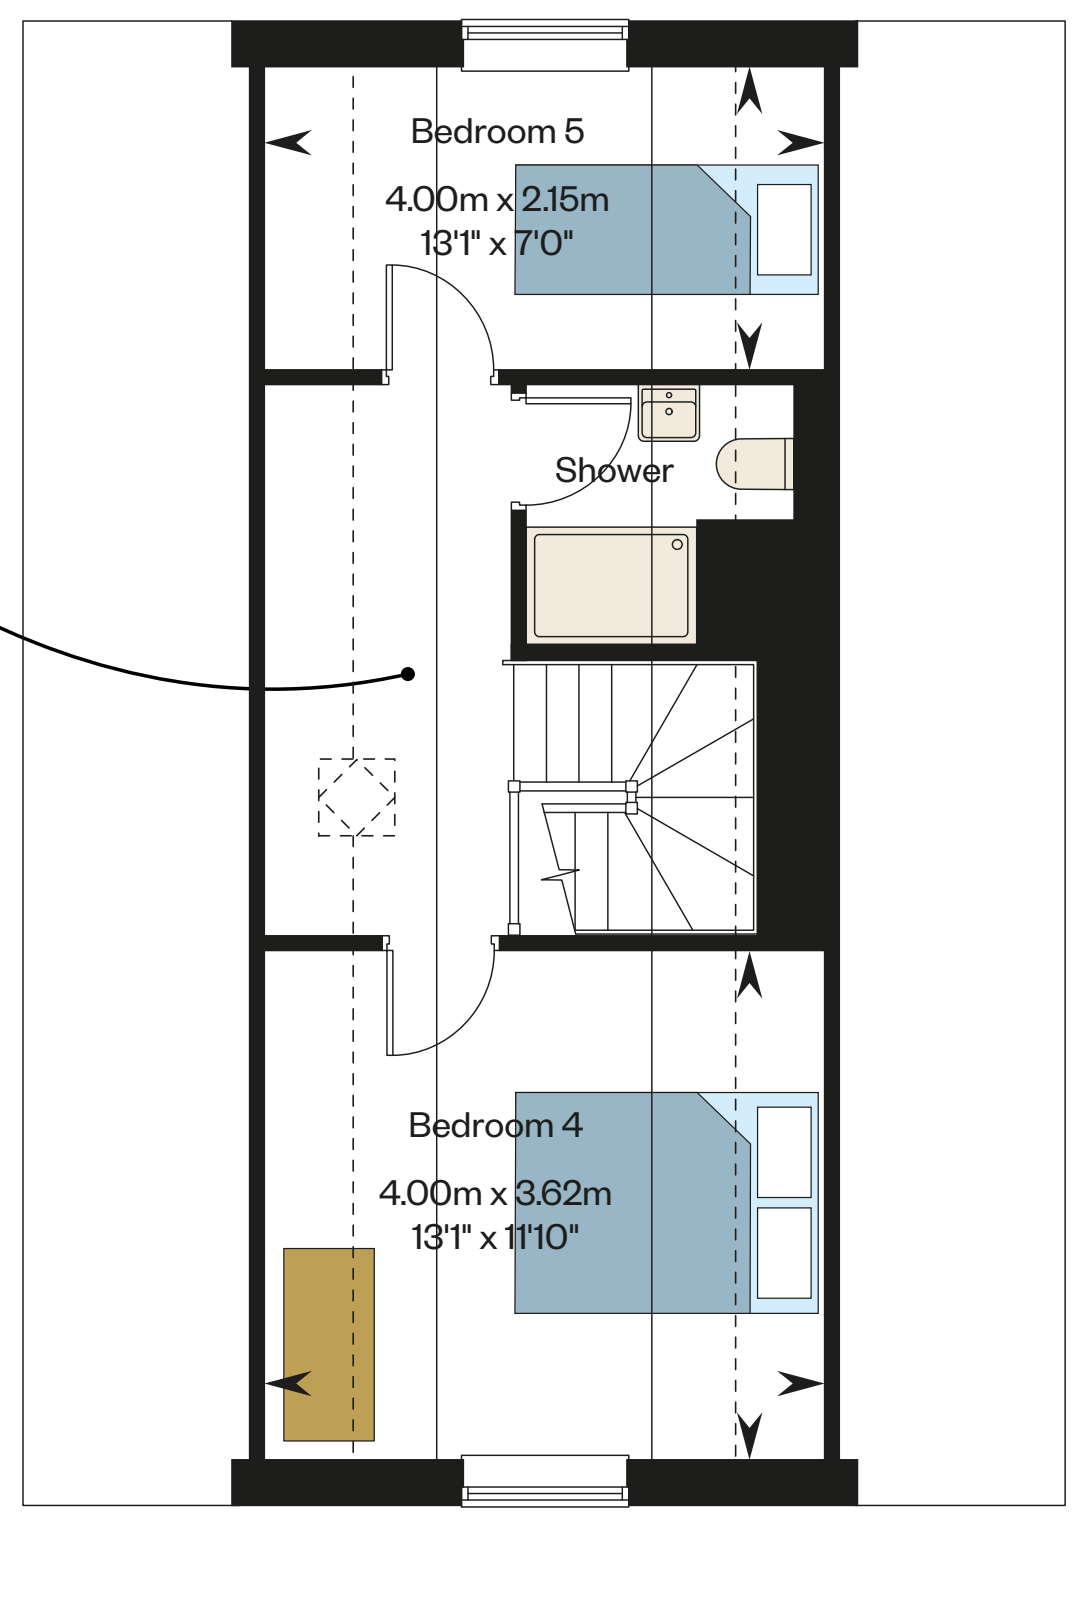 Bedroom 5
4.00m x 2.15m
13'1" x 7'0"
Shower
Bedroom 4
4.00m x 3.62m
13'1" x 11'10"